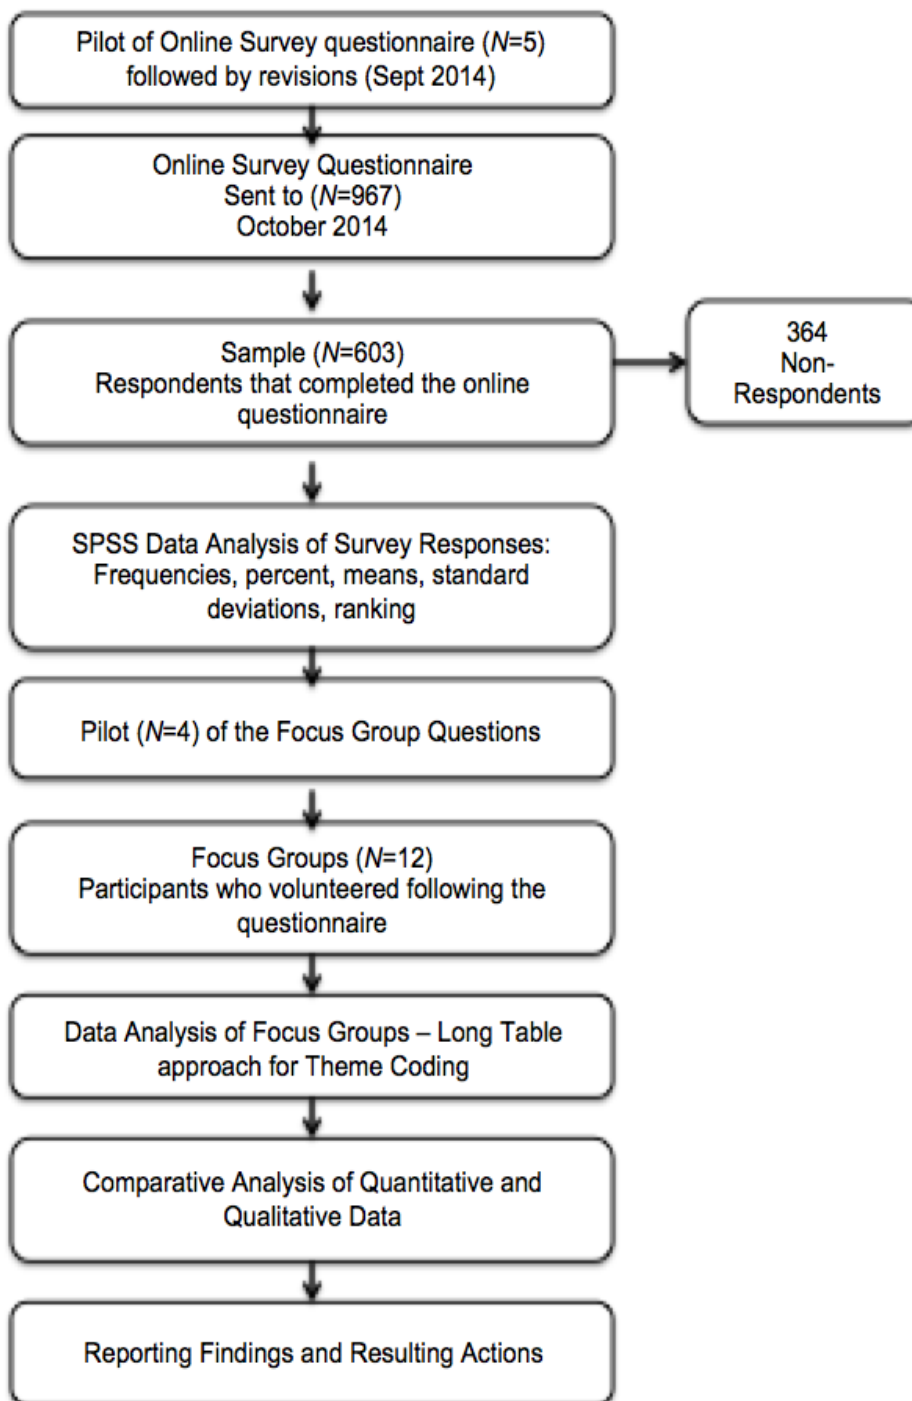 Pilot of Online Survey questionnaire (N=5)
followed by revisions (Sept 2014)
Online Survey Questionnaire
Sent to (N=967)
October 2014
Sample (N=603)
Respondents that completed the online
questionnaire
364
Non-
Respondents
SPSS Data Analysis of Survey Responses:
Frequencies, percent, means, standard
deviations, ranking
Pilot (N=4) of the Focus Group Questions
Focus Groups (N=12)
Participants who volunteered following the
questionnaire
Data Analysis of Focus Groups – Long Table
approach for Theme Coding
Comparative Analysis of Quantitative and
Qualitative Data
Reporting Findings and Resulting Actions